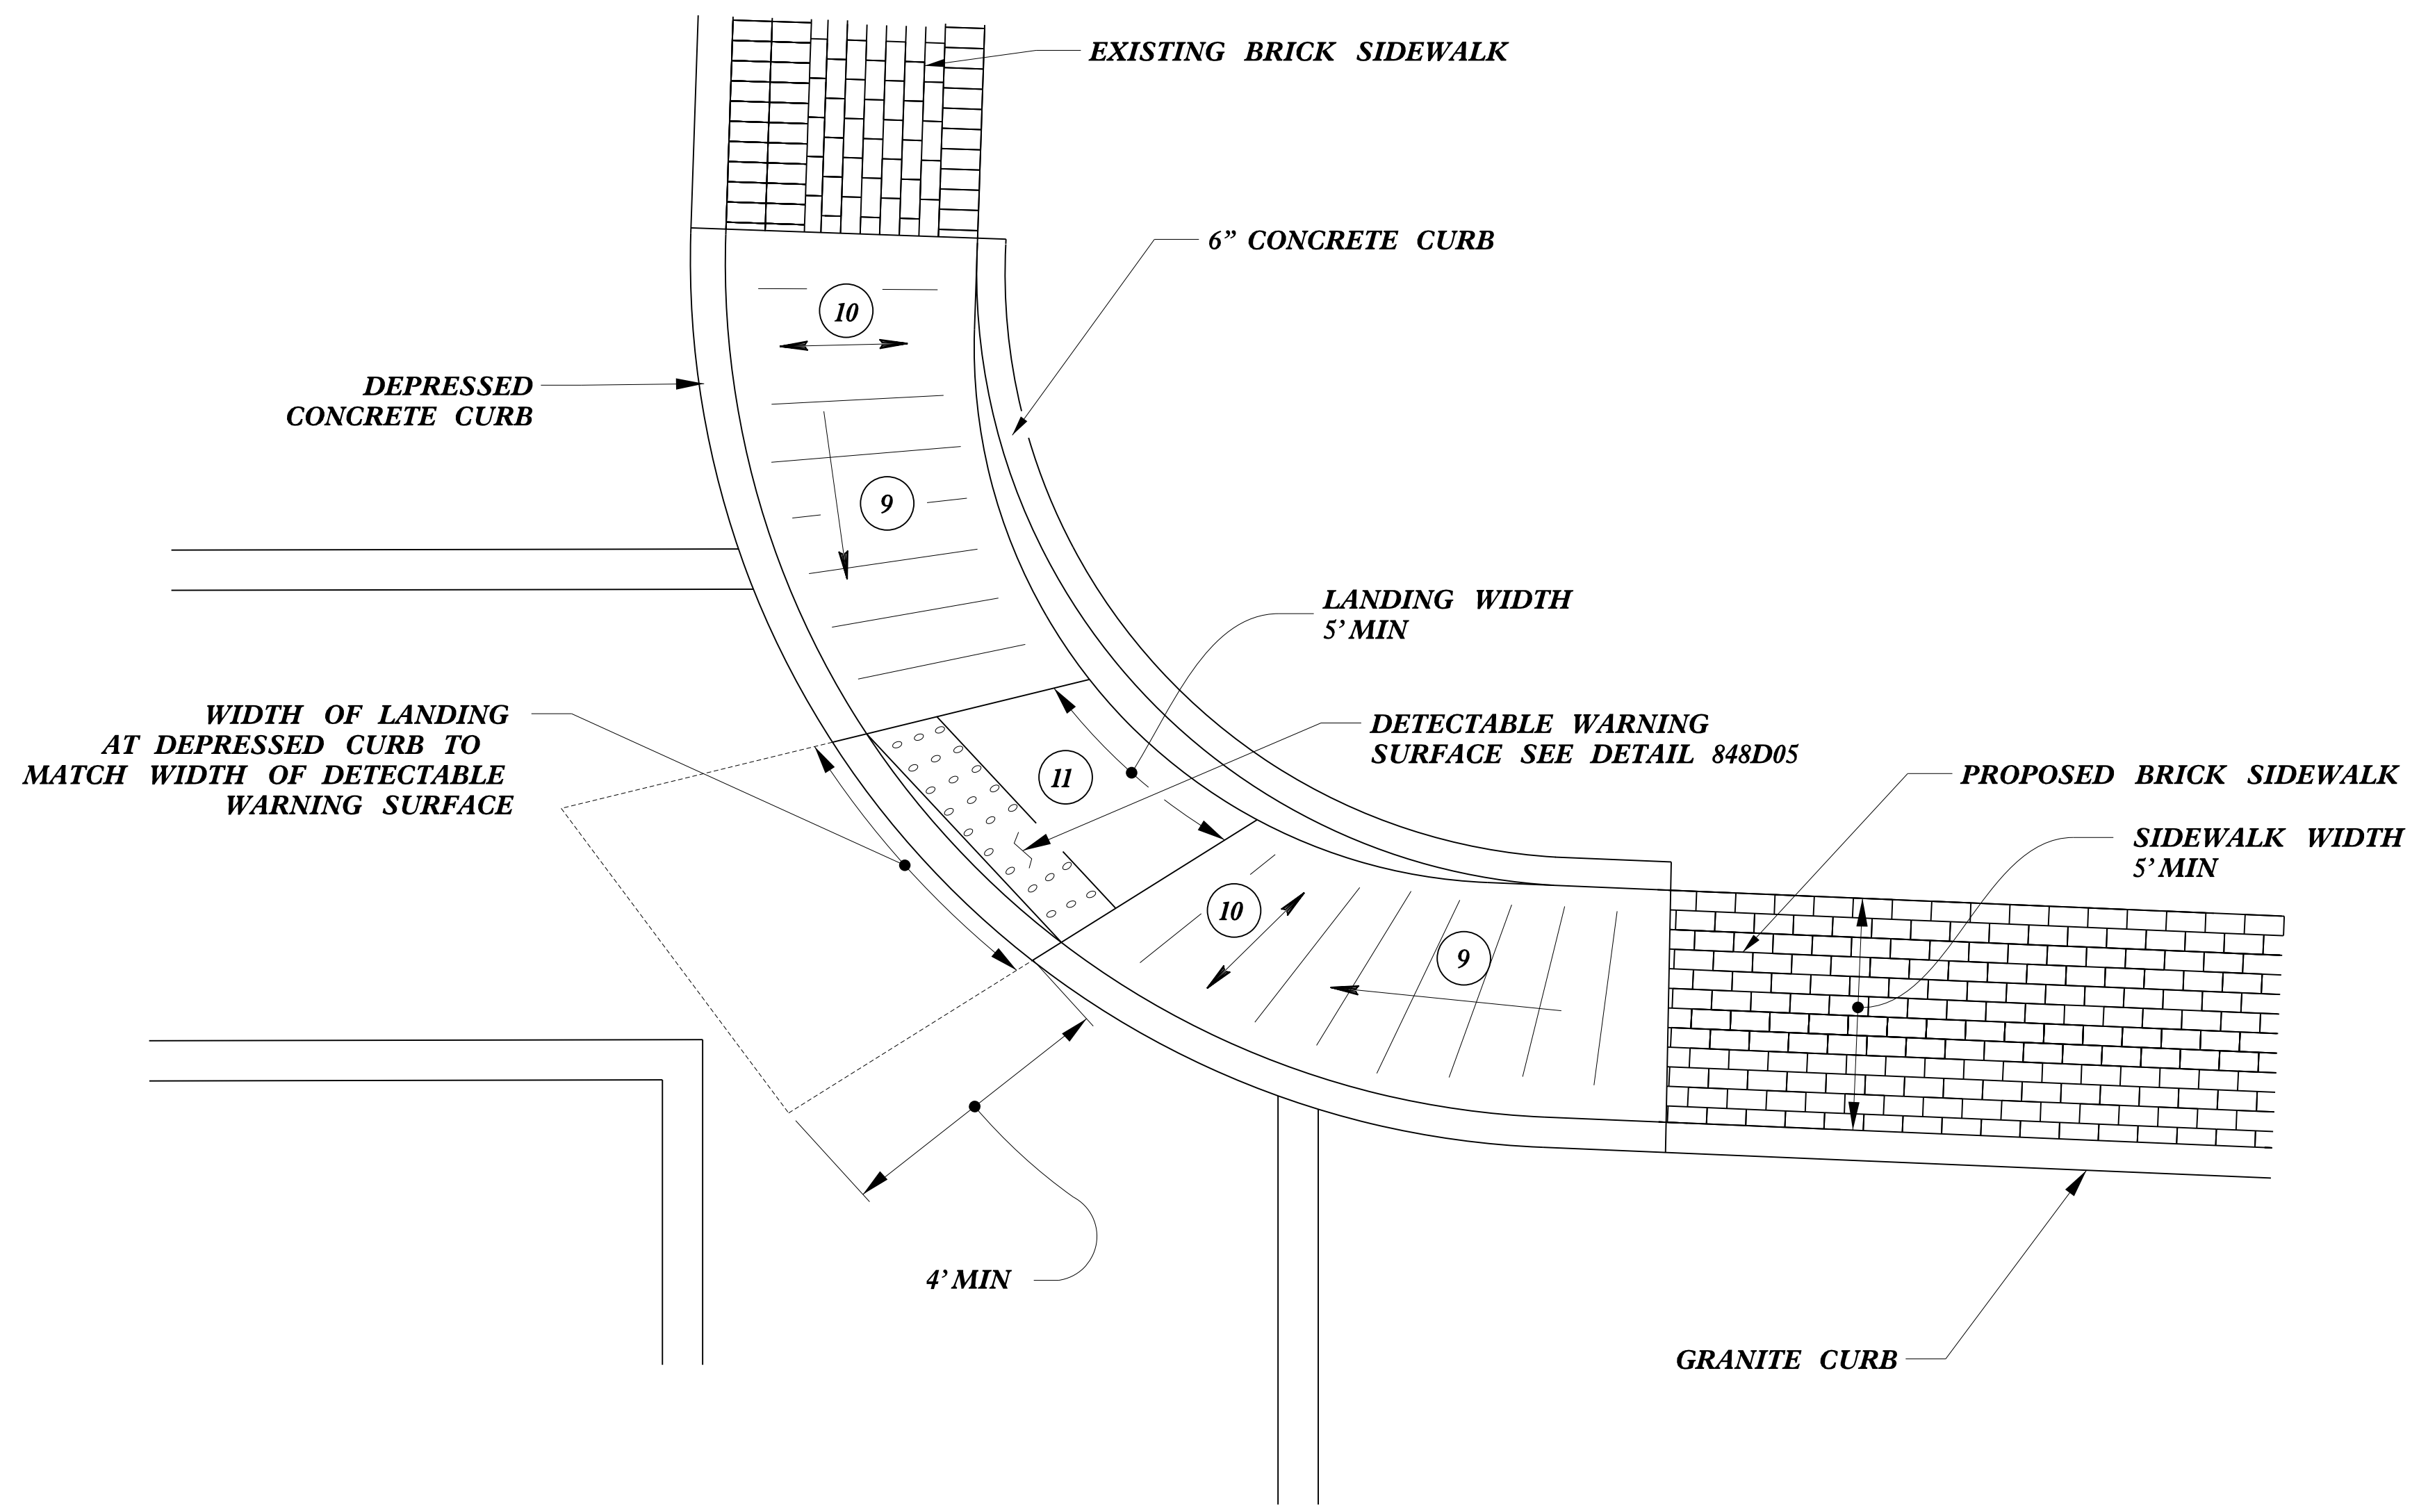 EXISTING BRICK SIDEWALK
6” CONCRETE CURB
10
DEPRESSED
CONCRETE CURB
9
LANDING WIDTH
5’ MIN
WIDTH OF LANDING
AT DEPRESSED CURB TO
MATCH WIDTH OF DETECTABLE
WARNING SURFACE
11
DETECTABLE WARNING
SURFACE SEE DETAIL 848D05
PROPOSED BRICK SIDEWALK
SIDEWALK WIDTH
5’ MIN
10
9
4’ MIN
GRANITE CURB